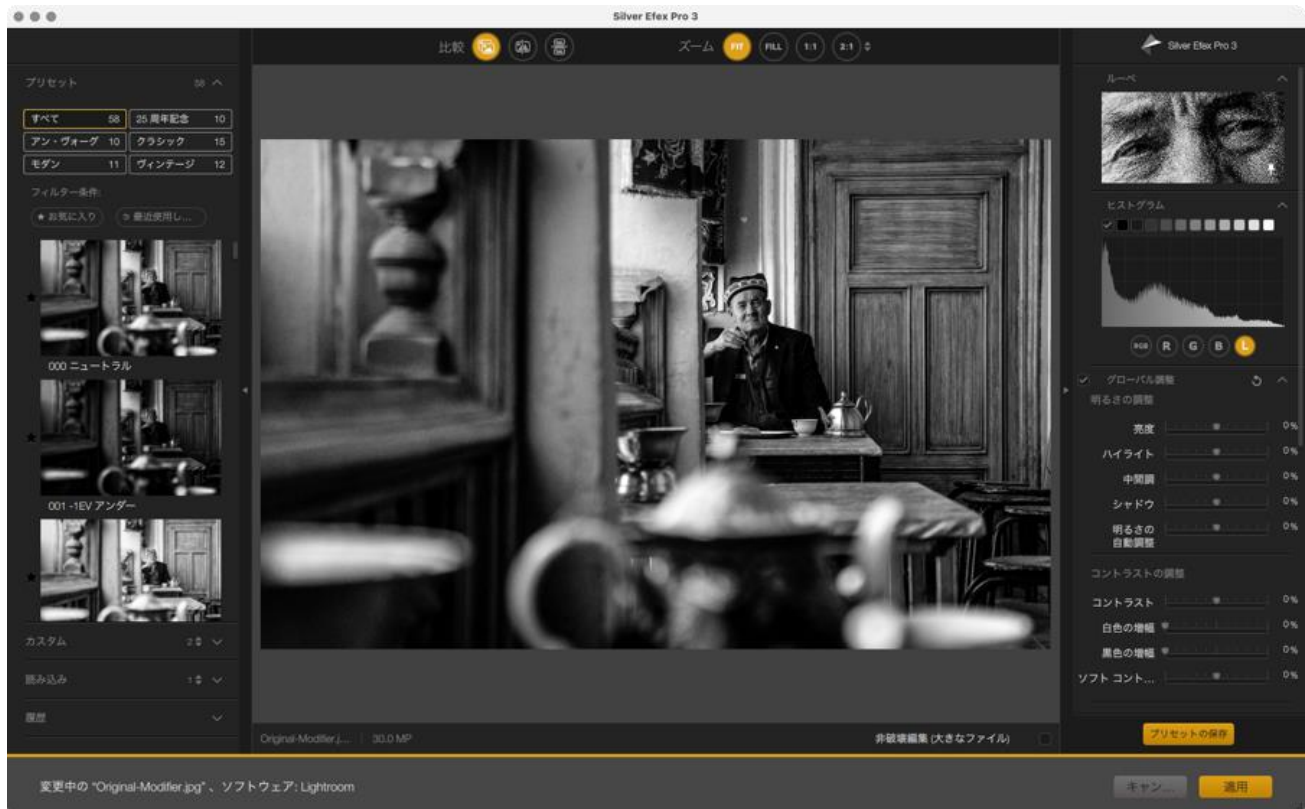 Silver Efex Pro 3
比較
ズーム FIT FILL 1:1 2:1
Silver Efex Pro 3
プリセット 58
すべて 58
25 周年記念 10
アン・ヴォーグ 10
クラシック 15
モダン 11
ヴィンテージ 12
フィルター条件:
お気に入り
最近使用し...
000 ニュートラル
001 -1EV アンダー
カスタム 2
読み込み 1
履歴
Original-Modifier.j... 30.0 MP
非破壊編集 (大きなファイル)
ルーペ
ヒストグラム
RGB R G B L
グローバル調整
明るさの調整
亮度 0%
ハイライト 0%
中間調 0%
シャドウ 0%
明るさの 0%
自動調整
コントラストの調整
コントラスト 0%
白色の増幅 0%
黒色の増幅 0%
ソフト コント... 0%
プリセットの保存
変更中の "Original-Modifier.jpg" 、ソフトウェア: Lightroom
キャン...
適用